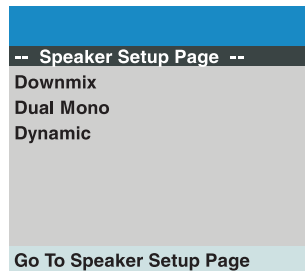 -- Speaker Setup Page --
Downmix
Dual Mono
Dynamic
Go To Speaker Setup Page